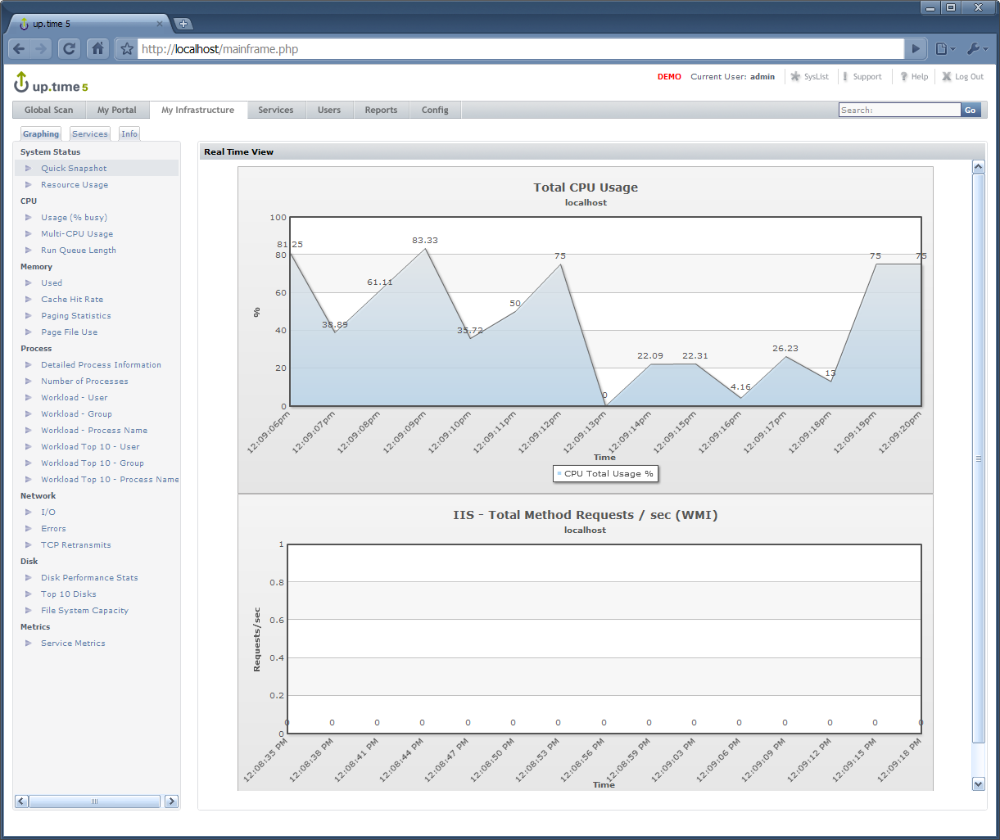 up.time 5
http://localhost/mainframe.php
up.time 5
DEMO Current User: admin SysList Support Help Log Out
Global Scan My Portal My Infrastructure Services Users Reports Config Search: Go
Graphing Services Info
System Status
Quick Snapshot
Resource Usage
CPU
Usage (% busy)
Multi-CPU Usage
Run Queue Length
Memory
Used
Cache Hit Rate
Paging Statistics
Page File Use
Process
Detailed Process Information
Number of Processes
Workload - User
Workload - Group
Workload - Process Name
Workload Top 10 - User
Workload Top 10 - Group
Workload Top 10 - Process Name
Network
I/O
Errors
TCP Retransmits
Disk
Disk Performance Stats
Top 10 Disks
File System Capacity
Metrics
Service Metrics
Real Time View
Total CPU Usage
localhost
100
80
60
40
20
0
%
81.25 38.89 61.11 83.33 35.72 50 75 0 22.09 22.31 4.16 26.23 13 75 75
12:09:06pm 12:09:07pm 12:09:08pm 12:09:09pm 12:09:10pm 12:09:11pm 12:09:12pm 12:09:13pm 12:09:14pm 12:09:15pm 12:09:16pm 12:09:17pm 12:09:18pm 12:09:19pm 12:09:20pm
Time
CPU Total Usage %
IIS - Total Method Requests / sec (WMI)
localhost
1
0.8
0.6
0.4
0.2
0
Requests/sec
0 0 0 0 0 0 0 0 0 0 0 0 0 0 0
12:08:35 PM 12:08:38 PM 12:08:41 PM 12:08:44 PM 12:08:47 PM 12:08:50 PM 12:08:53 PM 12:08:56 PM 12:08:59 PM 12:09:03 PM 12:09:06 PM 12:09:09 PM 12:09:12 PM 12:09:15 PM 12:09:18 PM
Time